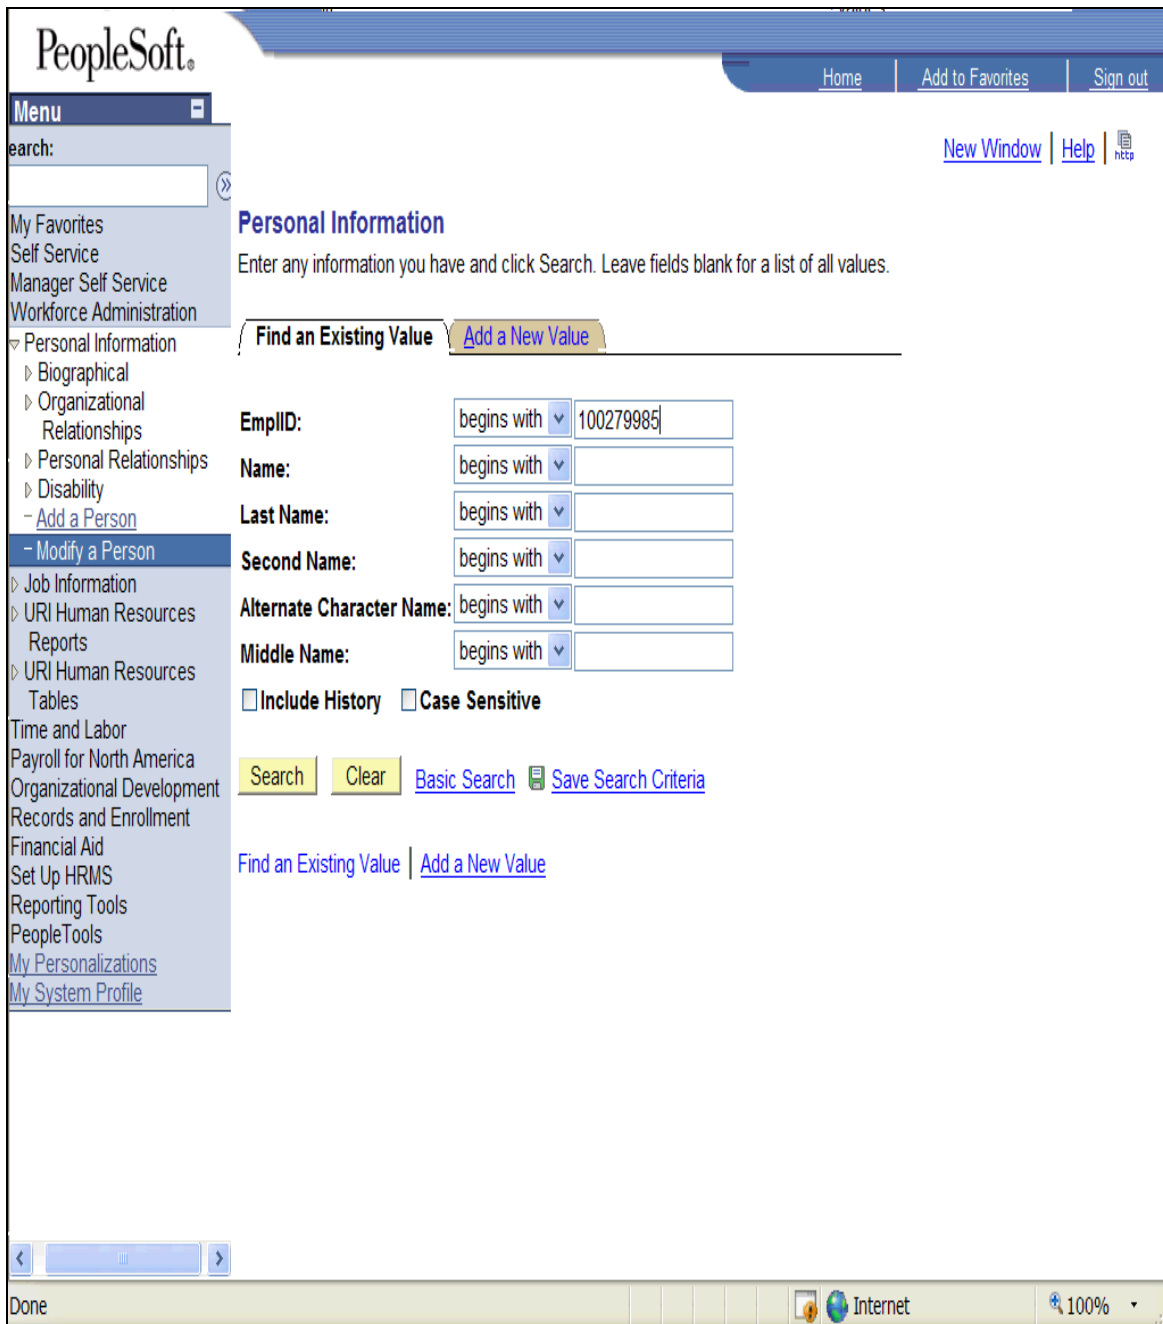 PeopleSoft®
Home
Add to Favorites
Sign out
Menu
earch:
New Window | Help | http
My Favorites
Self Service
Manager Self Service
Workforce Administration
Personal Information
Biographical
Organizational
Relationships
Personal Relationships
Disability
Add a Person
Modify a Person
Job Information
URI Human Resources
Reports
URI Human Resources
Tables
Time and Labor
Payroll for North America
Organizational Development
Records and Enrollment
Financial Aid
Set Up HRMS
Reporting Tools
PeopleTools
My Personalizations
My System Profile
Personal Information
Enter any information you have and click Search. Leave fields blank for a list of all values.
Find an Existing Value
Add a New Value
EmplID: begins with 100279985
Name: begins with
Last Name: begins with
Second Name: begins with
Alternate Character Name: begins with
Middle Name: begins with
Include History Case Sensitive
Search Clear Basic Search Save Search Criteria
Find an Existing Value | Add a New Value
Done
Internet
100%